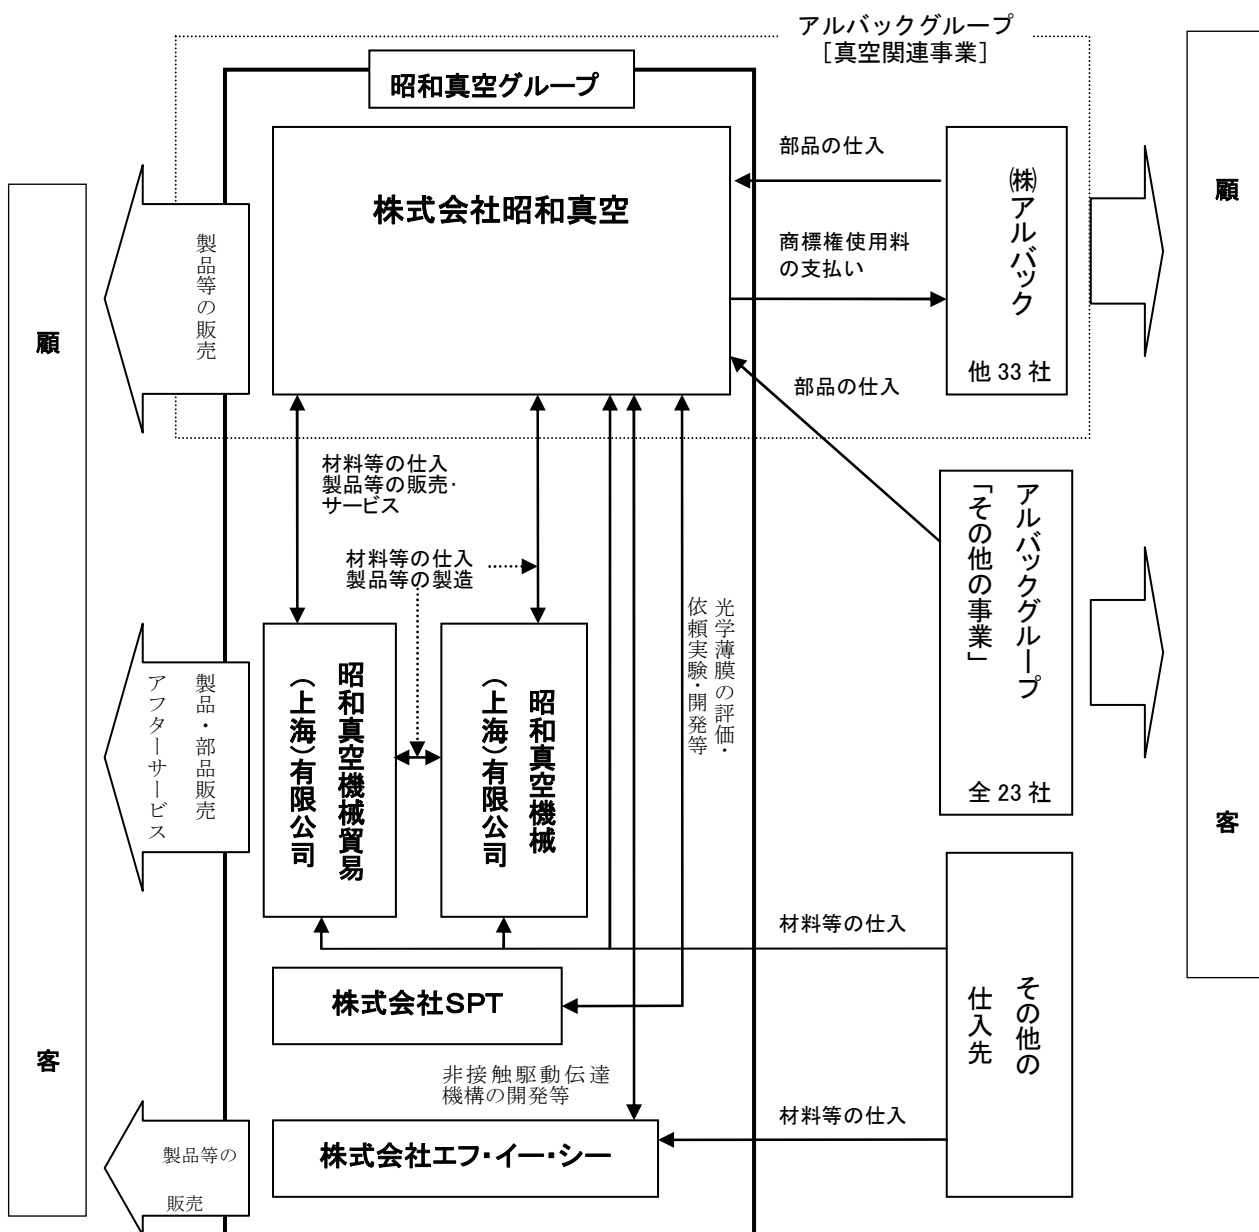 アルバックグループ
［真空関連事業］
昭和真空グループ
株式会社昭和真空
部品の仕入
商標権使用料
の支払い
㈱アルバック
他 33 社
顧
客
顧
客
製品等の販売
部品の仕入
材料等の仕入
製品等の販売・
サービス
材料等の仕入
製品等の製造
光学薄膜の評価・
依頼実験・開発等
アルバックグループ
「その他の事業」
全 23 社
製品・部品販売
アフターサービス
昭和真空機械貿易
（上海）有限公司
昭和真空機械
（上海）有限公司
材料等の仕入
株式会社SPT
その他の
仕入先
非接触駆動伝達
機構の開発等
材料等の仕入
株式会社エフ・イー・シー
製品等の
販売